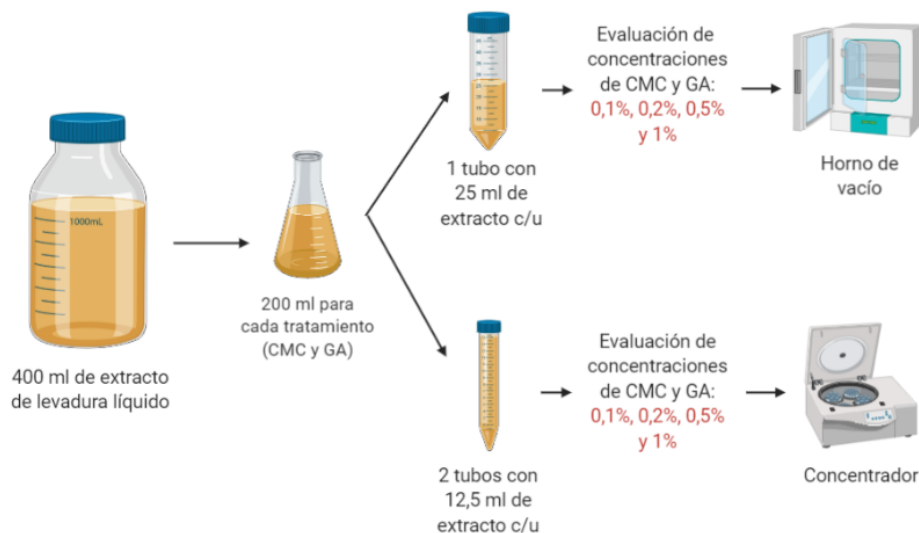 1000mL
400 ml de extracto
de levadura líquido
200 ml para
cada tratamiento
(CMC y GA)
1 tubo con
25 ml de
extracto c/u
Evaluación de
concentraciones
de CMC y GA:
0,1%, 0,2%, 0,5%
y 1%
Horno de
vacío
2 tubos con
12,5 ml de
extracto c/u
Evaluación de
concentraciones
de CMC y GA:
0,1%, 0,2%, 0,5%
y 1%
Concentrador